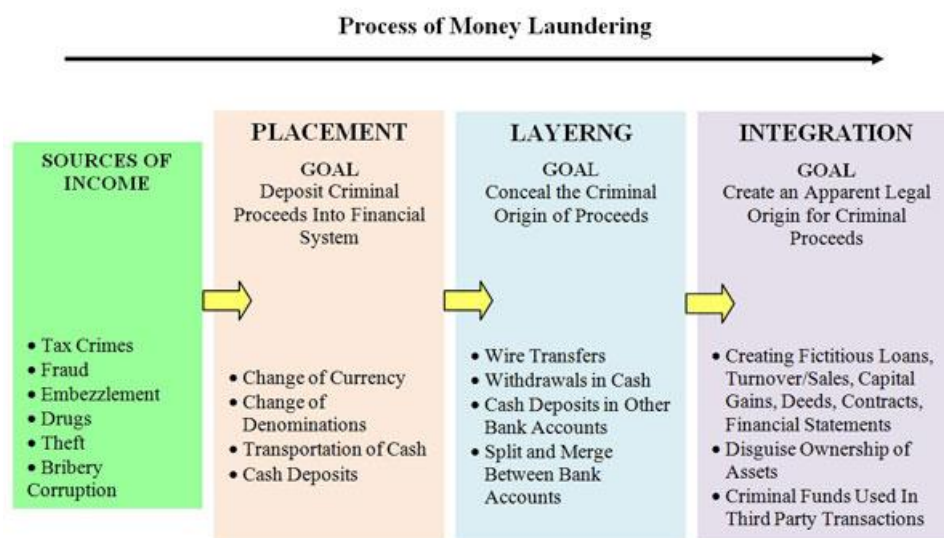 Process of Money Laundering
SOURCES OF
INCOME
• Tax Crimes
• Fraud
• Embezzlement
• Drugs
• Theft
• Bribery
Corruption
PLACEMENT
GOAL
Deposit Criminal
Proceeds Into Financial
System
• Change of Currency
• Change of
Denominations
• Transportation of Cash
• Cash Deposits
LAYERNG
GOAL
Conceal the Criminal
Origin of Proceeds
• Wire Transfers
• Withdrawals in Cash
• Cash Deposits in Other
Bank Accounts
• Split and Merge
Between Bank
Accounts
INTEGRATION
GOAL
Create an Apparent Legal
Origin for Criminal
Proceeds
• Creating Fictitious Loans,
Turnover/Sales, Capital
Gains, Deeds, Contracts,
Financial Statements
• Disguise Ownership of
Assets
• Criminal Funds Used In
Third Party Transactions